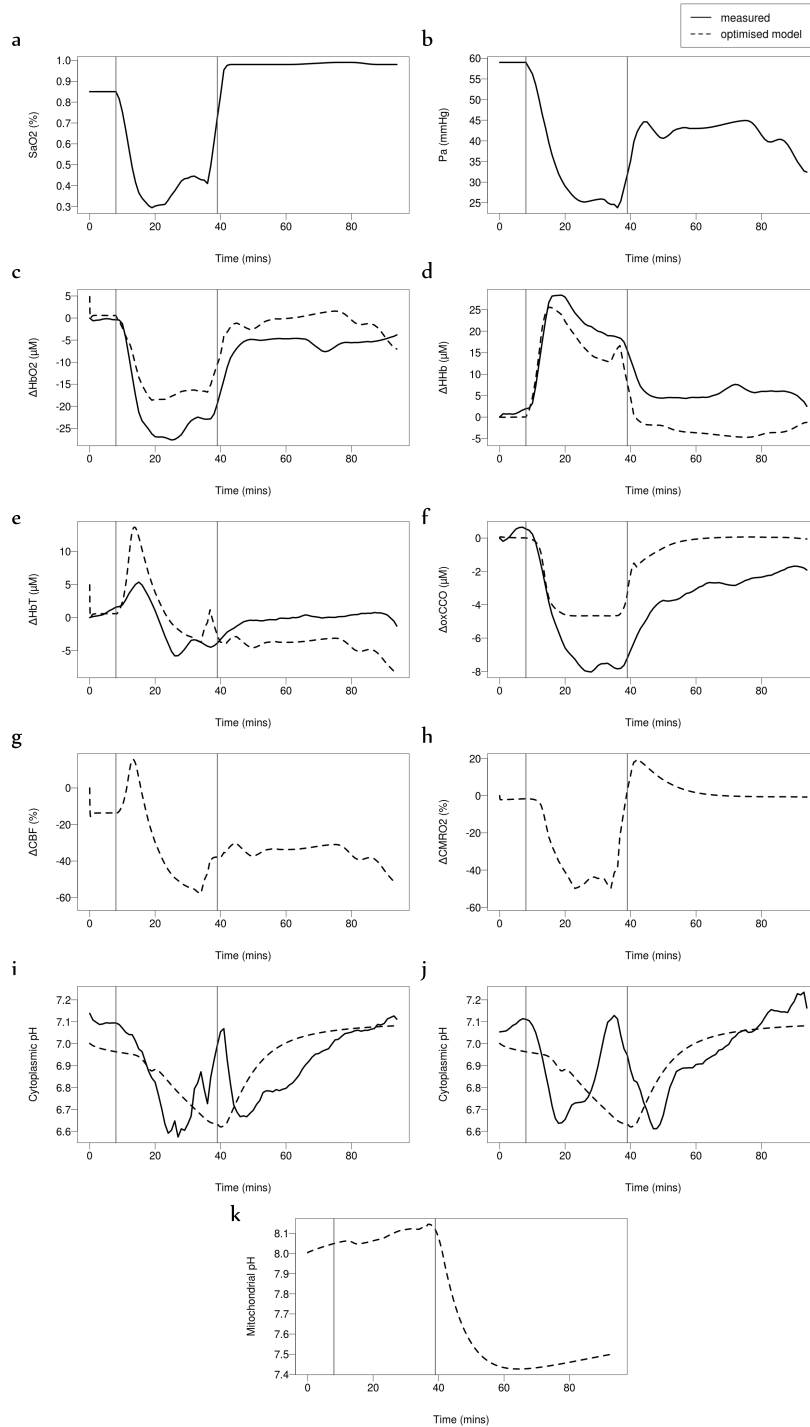 measured
optimised model
a
b
SaO2 (%)
1.0
0.9
0.8
0.7
0.6
0.5
0.4
0.3
0 20 40 60 80
Time (mins)
Pa (mmHg)
60
55
50
45
40
35
30
25
0 20 40 60 80
Time (mins)
c
d
ΔHbO2 (μM)
5
0
-5
-10
-15
-20
-25
0 20 40 60 80
Time (mins)
ΔHHb (μM)
25
20
15
10
5
0
-5
0 20 40 60 80
Time (mins)
e
f
ΔHbT (μM)
10
5
0
-5
0 20 40 60 80
Time (mins)
ΔoxCCO (μM)
0
-2
-4
-6
-8
0 20 40 60 80
Time (mins)
g
h
ΔCBF (%)
0
-20
-40
-60
0 20 40 60 80
Time (mins)
ΔCMRO2 (%)
20
0
-20
-40
-60
0 20 40 60 80
Time (mins)
i
j
Cytoplasmic pH
7.2
7.1
7.0
6.9
6.8
6.7
6.6
0 20 40 60 80
Time (mins)
Cytoplasmic pH
7.2
7.1
7.0
6.9
6.8
6.7
6.6
0 20 40 60 80
Time (mins)
k
Mitochondrial pH
8.1
8.0
7.9
7.8
7.7
7.6
7.5
7.4
0 20 40 60 80
Time (mins)